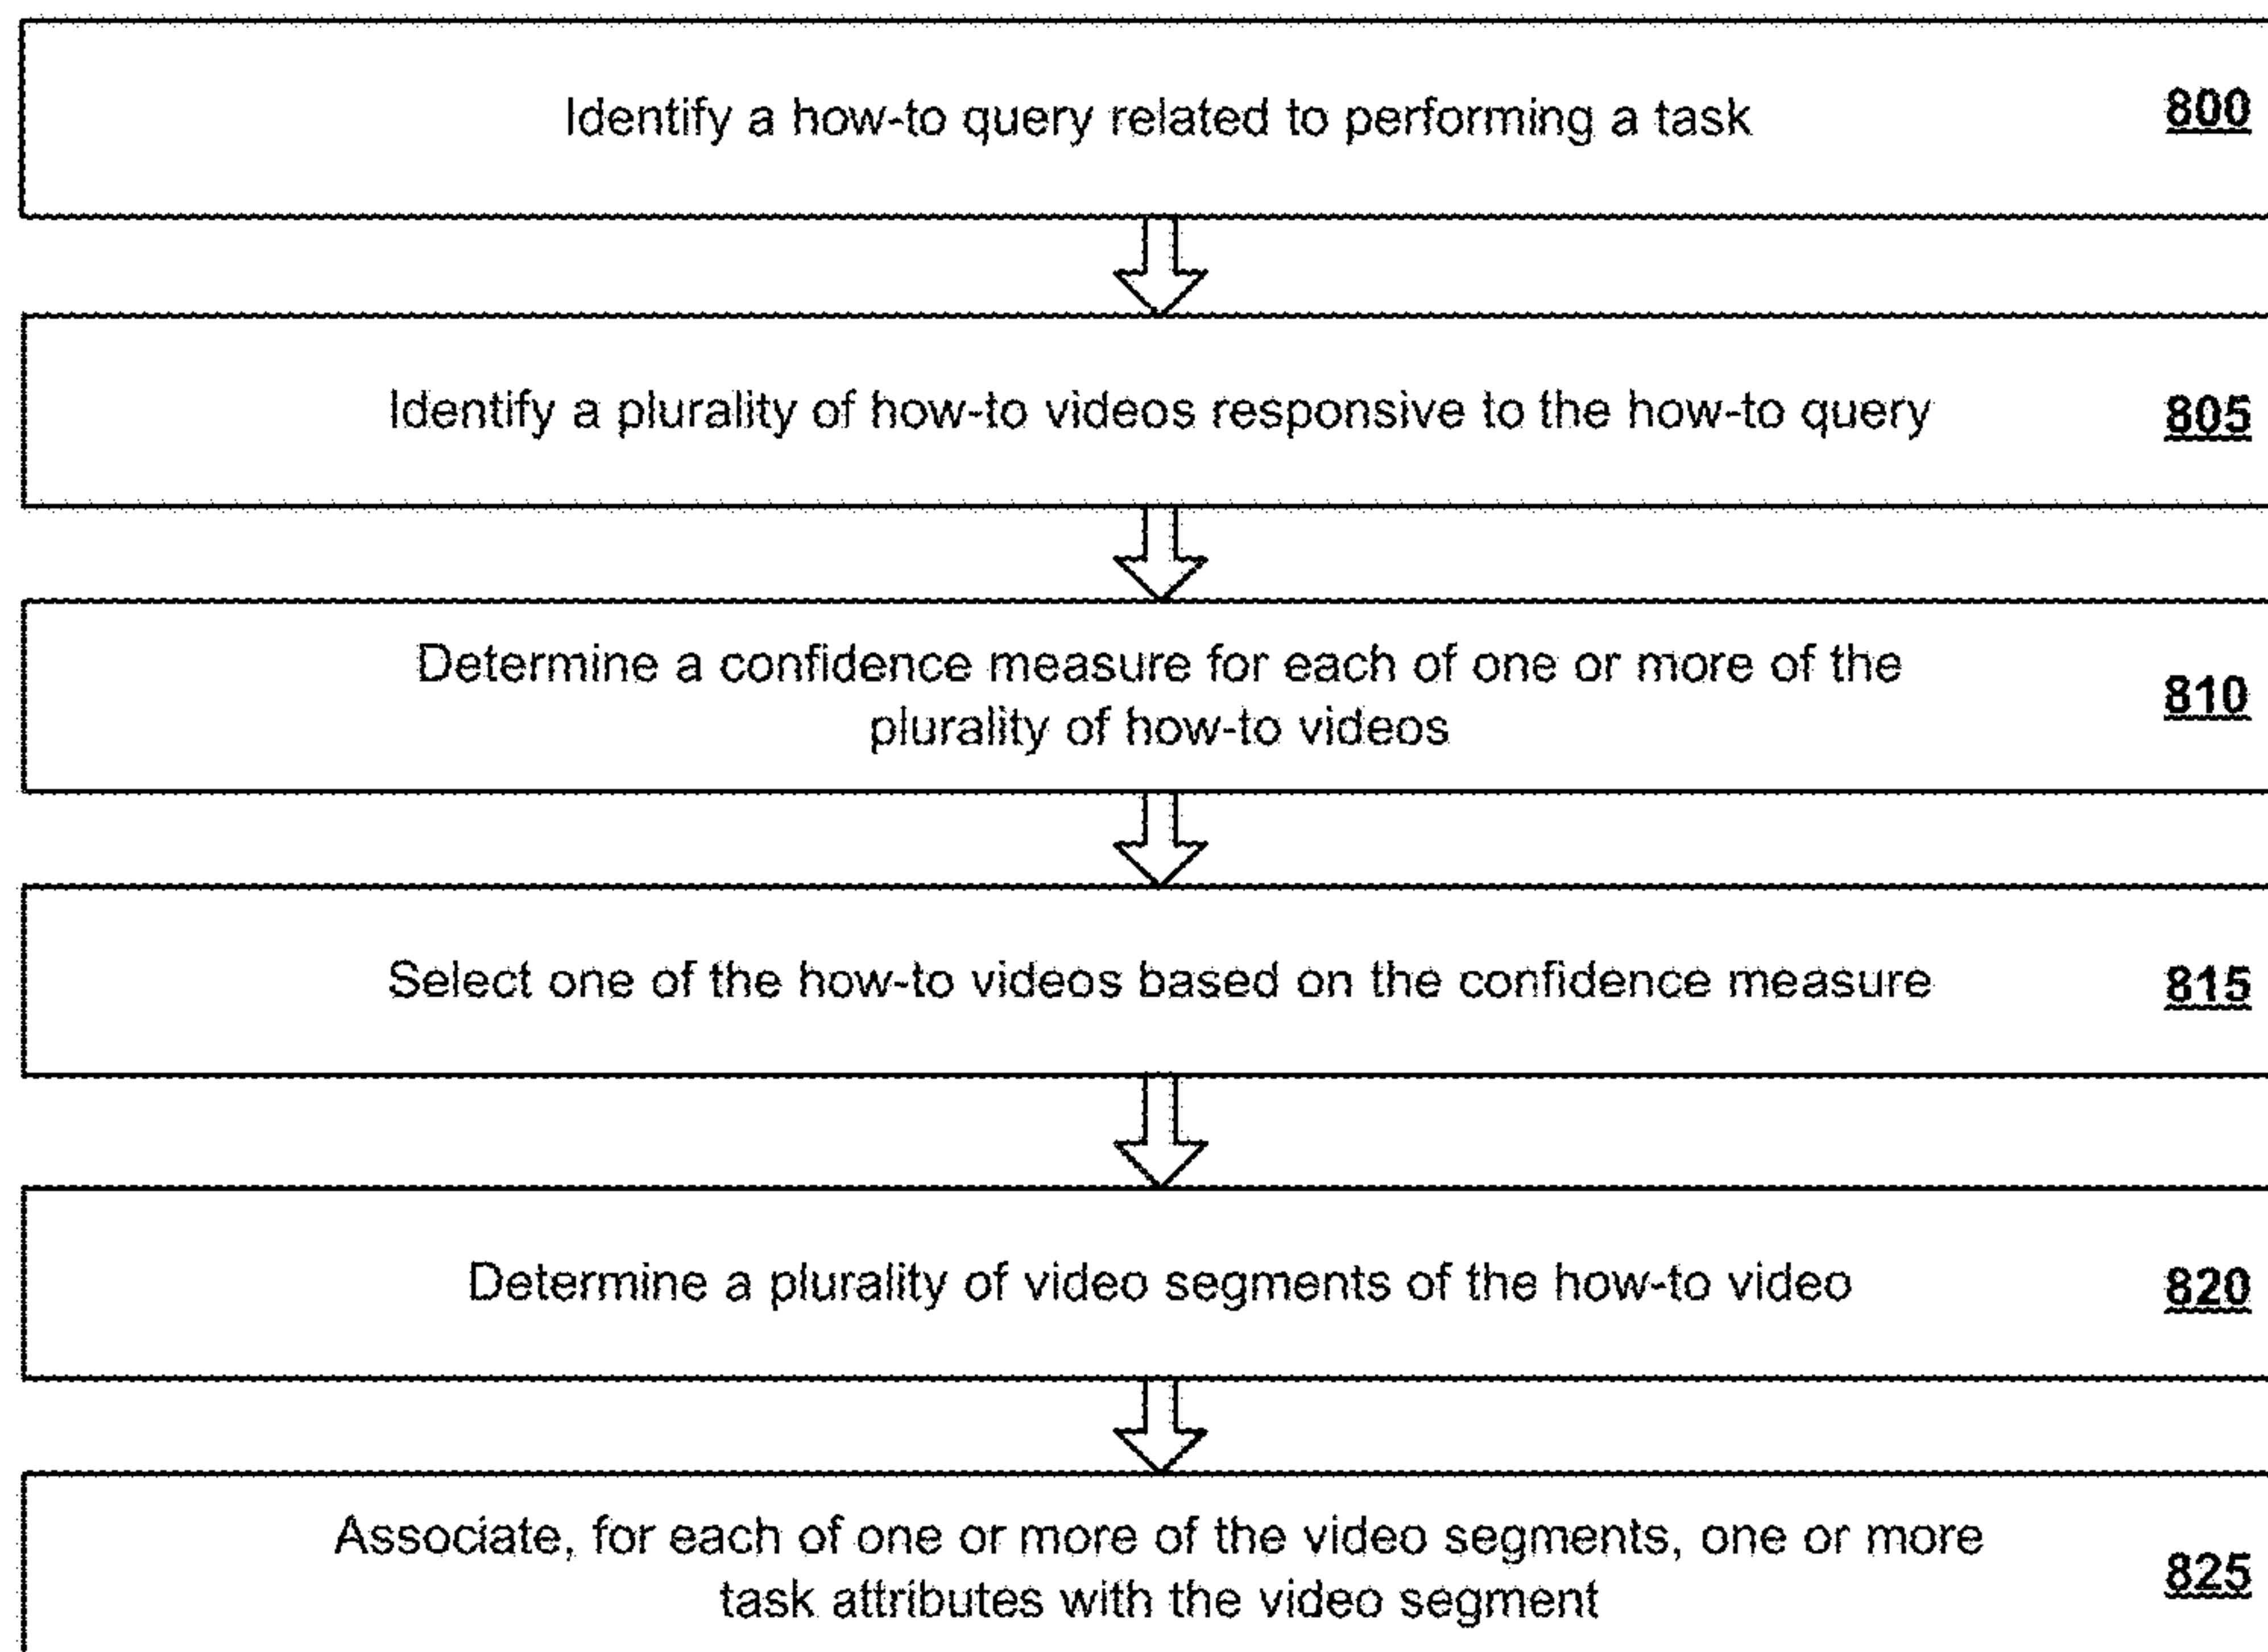 Identify a how-to query related to performing a task 800
Identify a plurality of how-to videos responsive to the how-to query 805
Determine a confidence measure for each of one or more of the
plurality of how-to videos
810
Select one of the how-to videos based on the confidence measure 815
Determine a plurality of video segments of the how-to video 820
Associate, for each of one or more of the video segments, one or more
task attributes with the video segment
825